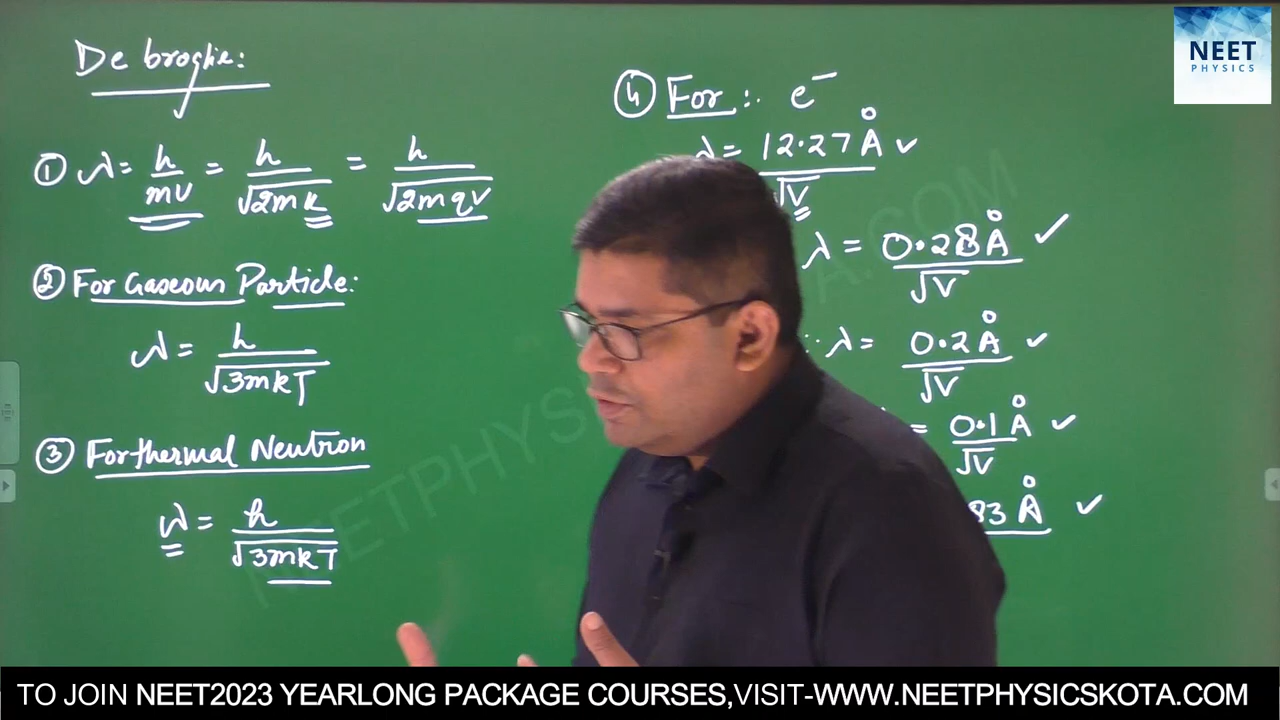 De broglie:
① λ = h/mv = h/√2mk = h/√2mqv
② For Gaseous Particle:
λ = h/√3mkT
③ For thermal Neutron
λ = h/√3mkT
④ For :. e⁻
λ = 12.27 Å/√V
λ = 0.28 Å/√V
λ = 0.2 Å/√V
= 0.1 Å/√V
83 Å
NEET
PHYSICS
TO JOIN NEET2023 YEARLONG PACKAGE COURSES,VISIT-WWW.NEETPHYSICSKOTA.COM